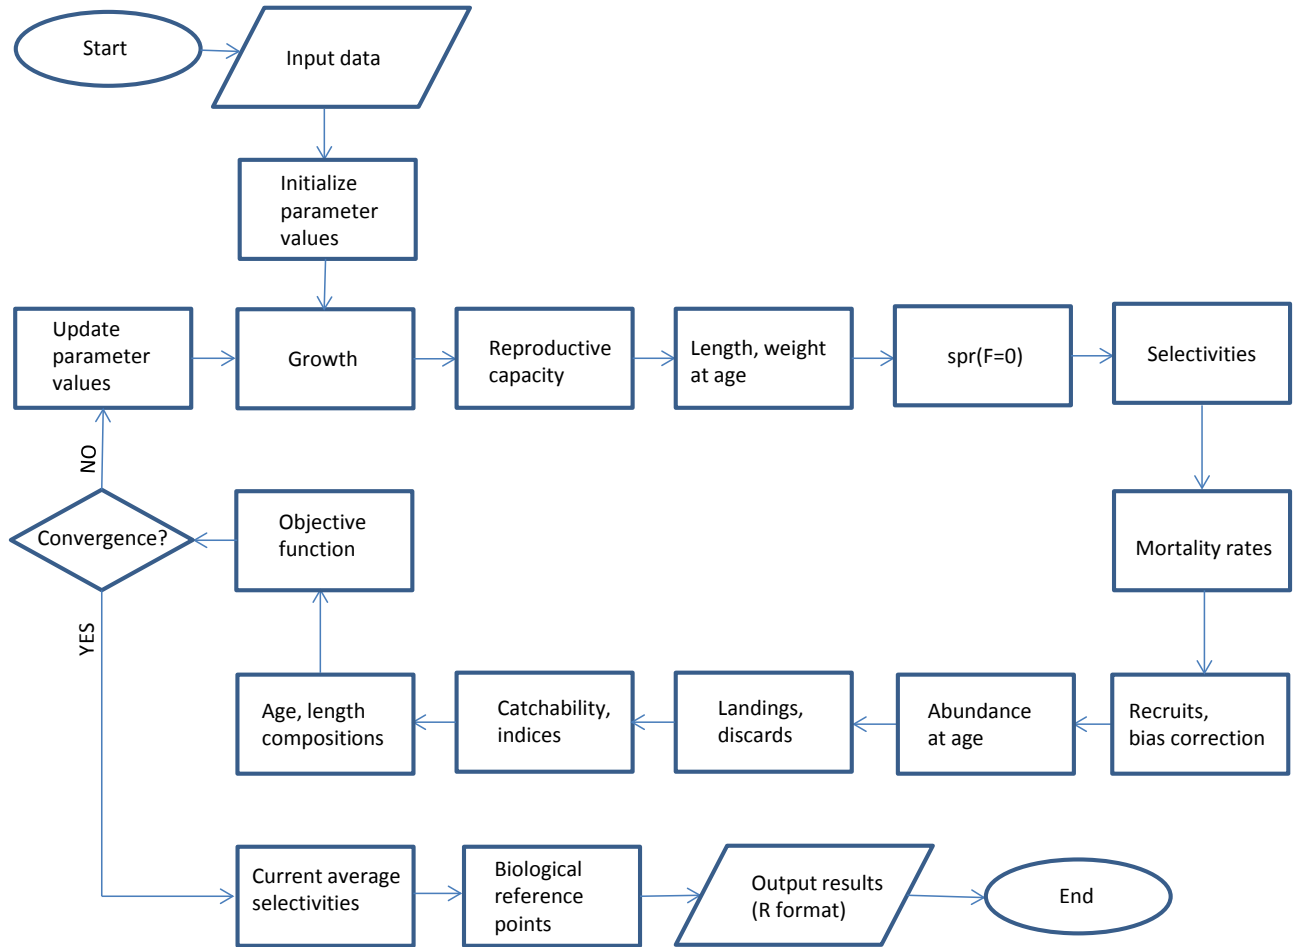 Start
Input data
Initialize
parameter
values
Update
parameter
values
Growth
Reproductive
capacity
Length, weight
at age
spr(F=0)
Selectivities
NO
Convergence?
Objective
function
Mortality rates
YES
Age, length
compositions
Catchability,
indices
Landings,
discards
Abundance
at age
Recruits,
bias correction
Current average
selectivities
Biological
reference
points
Output results
(R format)
End